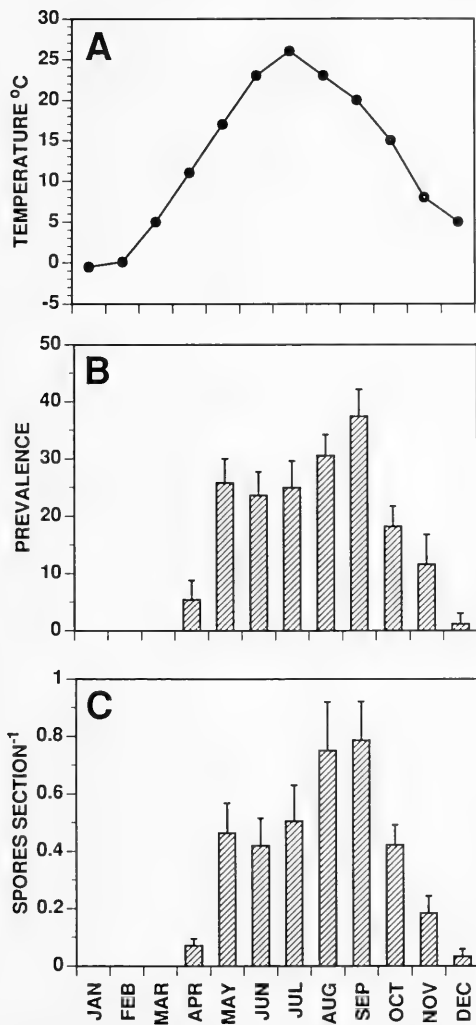 A
TEMPERATURE °C
30
25
20
15
10
5
0
-5
B
PREVALENCE
50
40
30
20
10
0
C
SPORES SECTION⁻¹
1
0.8
0.6
0.4
0.2
0
JAN FEB MAR APR MAY JUN JUL AUG SEP OCT NOV DEC